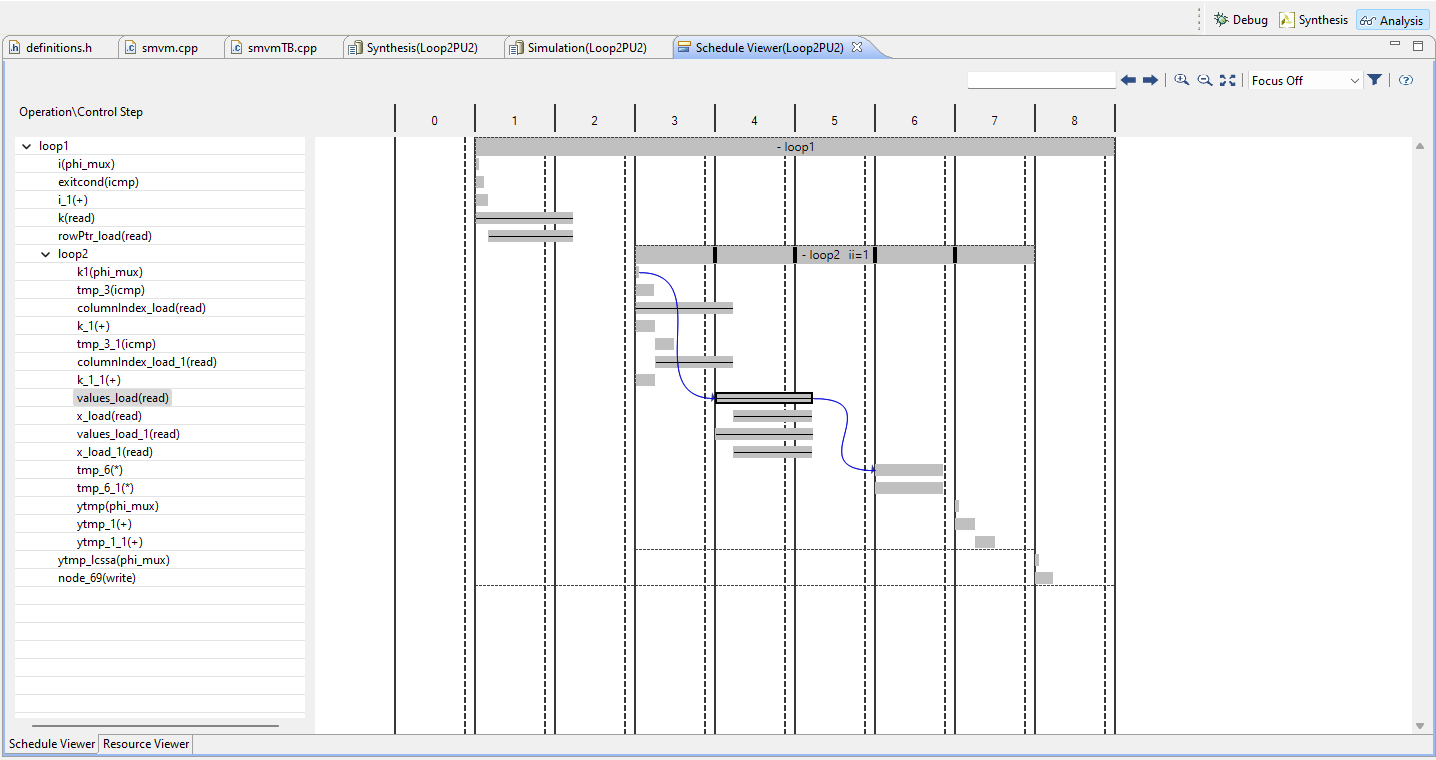 Debug Synthesis Analysis
definitions.h smvm.cpp smvmTB.cpp Synthesis(Loop2PU2) Simulation(Loop2PU2) Schedule Viewer(Loop2PU2)
Focus Off
Operation\Control Step 0 1 2 3 4 5 6 7 8
loop1 - loop1
i(phi_mux)
exitcond(icmp)
i_1(+)
k(read)
rowPtr_load(read)
loop2 - loop2 ii=1
k1(phi_mux)
tmp_3(icmp)
columnIndex_load(read)
k_1(+)
tmp_3_1(icmp)
columnIndex_load_1(read)
k_1_1(+)
values_load(read)
x_load(read)
values_load_1(read)
x_load_1(read)
tmp_6(*)
tmp_6_1(*)
ytmp(phi_mux)
ytmp_1(+)
ytmp_1_1(+)
ytmp_lcssa(phi_mux)
node_69(write)
Schedule Viewer Resource Viewer